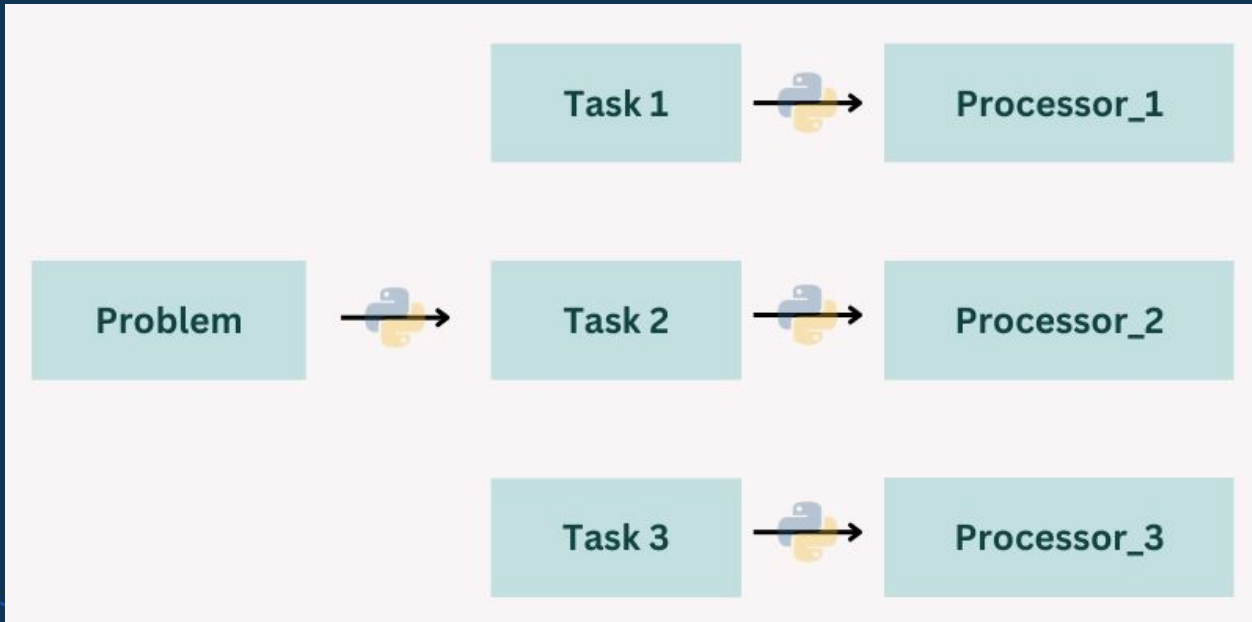 Task 1
Processor_1
Problem
Task 2
Processor_2
Task 3
Processor_3